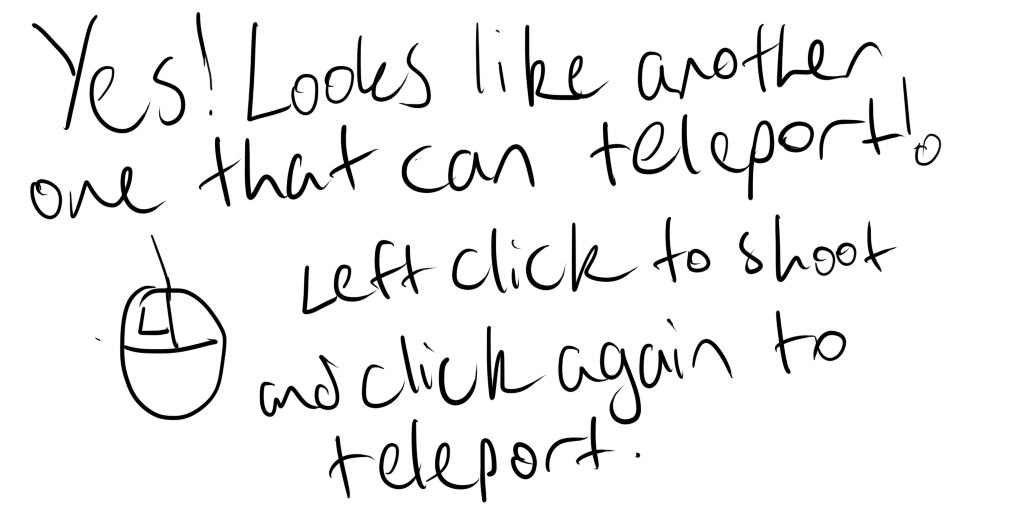 Yes! Looks like another
one that can teleport!
Left click to shoot
and click again to
teleport.
L